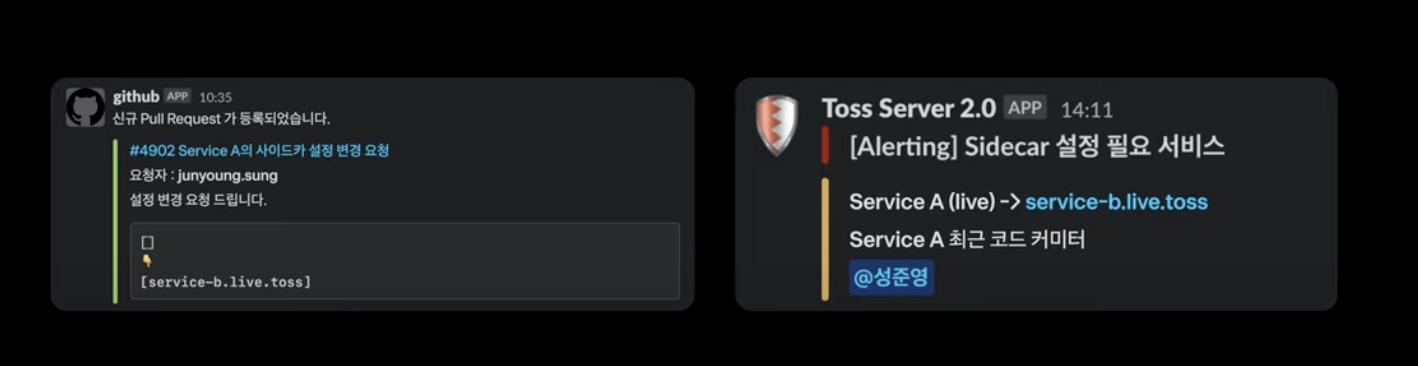 github APP 10:35
신규 Pull Request 가 등록되었습니다.
#4902 Service A의 사이드카 설정 변경 요청
요청자 : junyoung.sung
설정 변경 요청 드립니다.
[]
👇
[service-b.live.toss]
Toss Server 2.0 APP 14:11
[Alerting] Sidecar 설정 필요 서비스
Service A (live) -> service-b.live.toss
Service A 최근 코드 커미터
@성준영